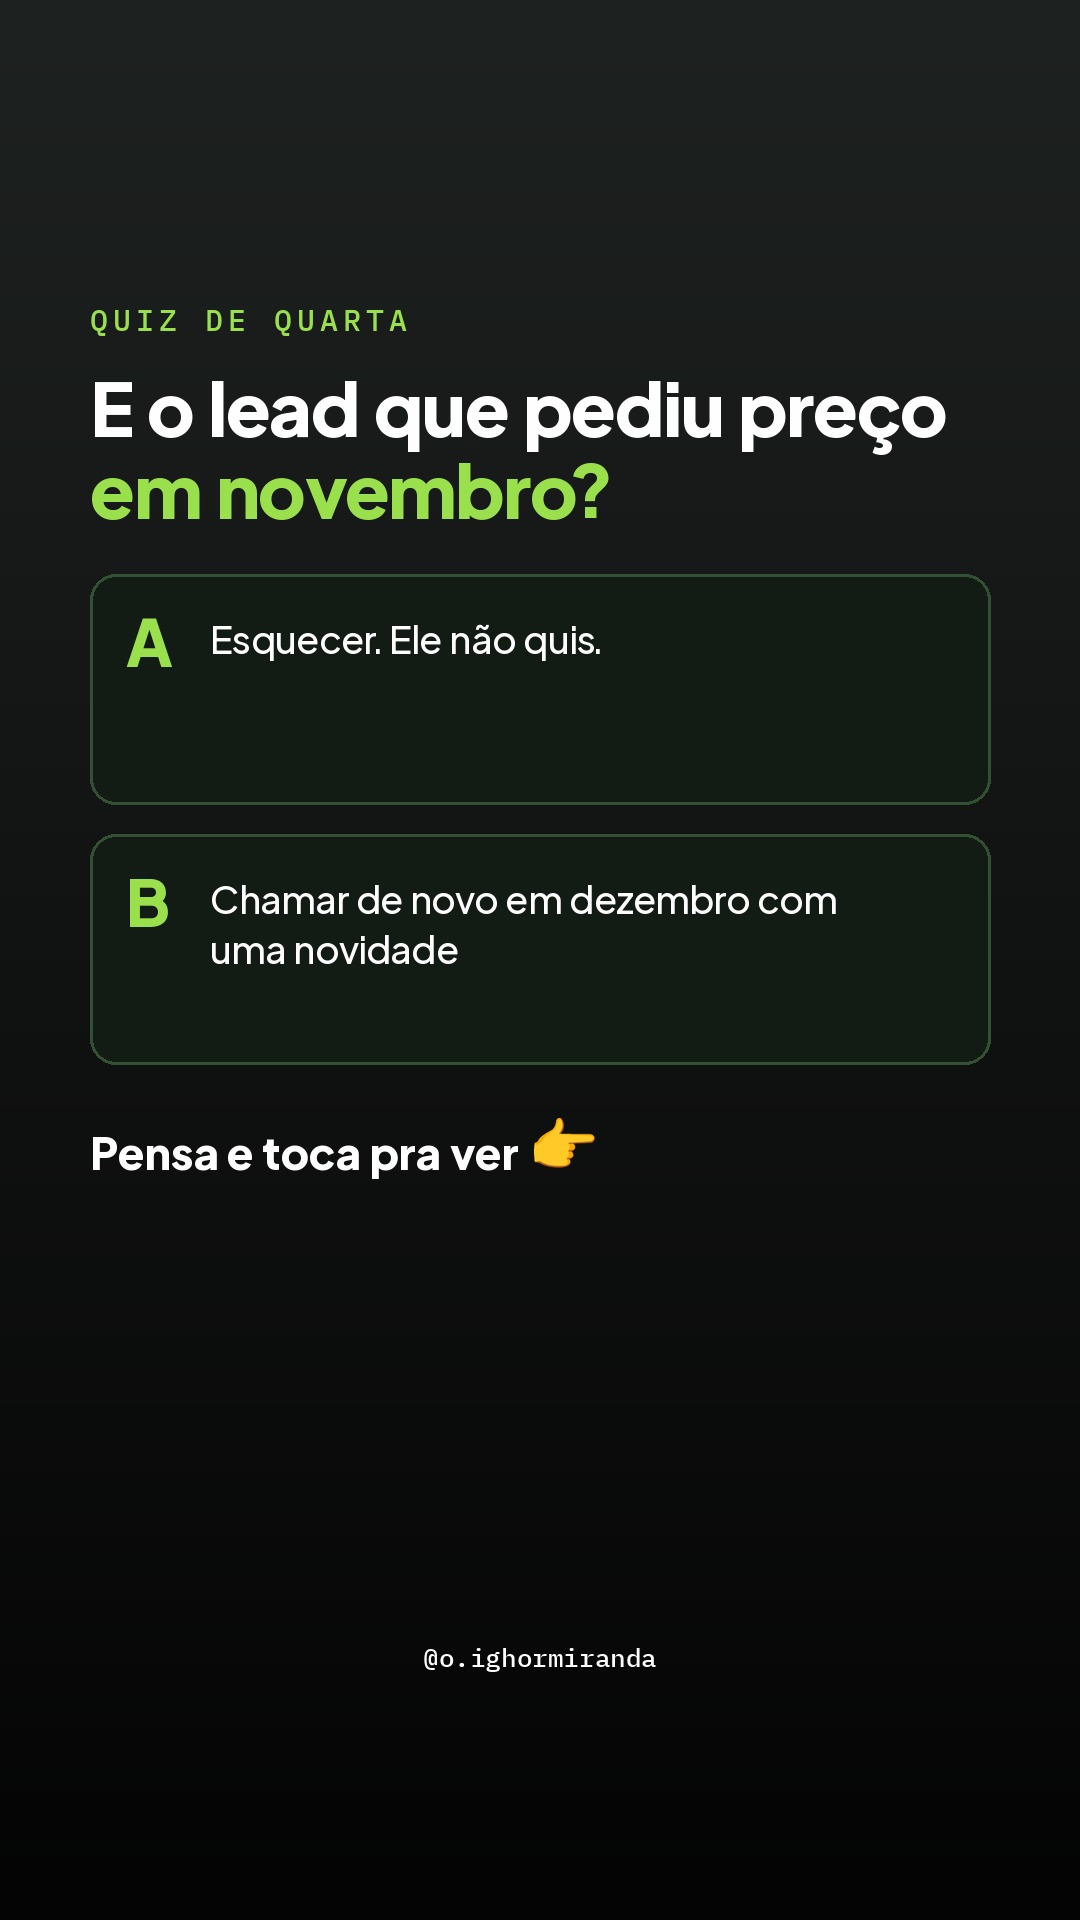 QUIZ DE QUARTA
E o lead que pediu preço
em novembro?
A Esquecer. Ele não quis.
B Chamar de novo em dezembro com
uma novidade
Pensa e toca pra ver 👉
@o.ighormiranda